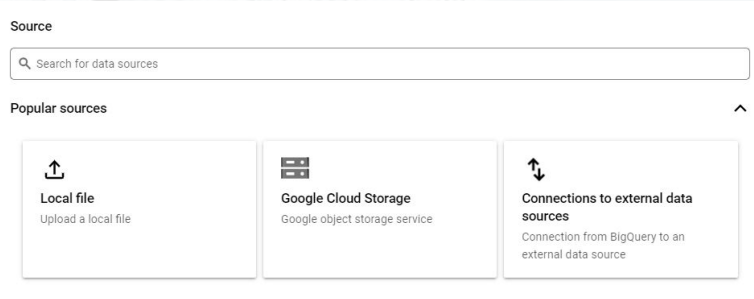 Source
Search for data sources
Popular sources
Local file
Upload a local file
Google Cloud Storage
Google object storage service
Connections to external data
sources
Connection from BigQuery to an
external data source